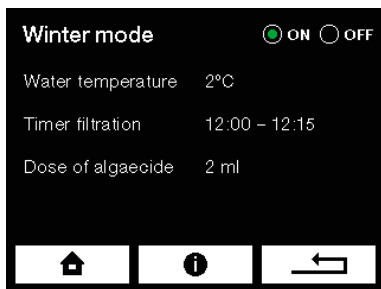 Winter mode ON OFF
Water temperature 2°C
Timer filtration 12:00 – 12:15
Dose of algaecide 2 ml